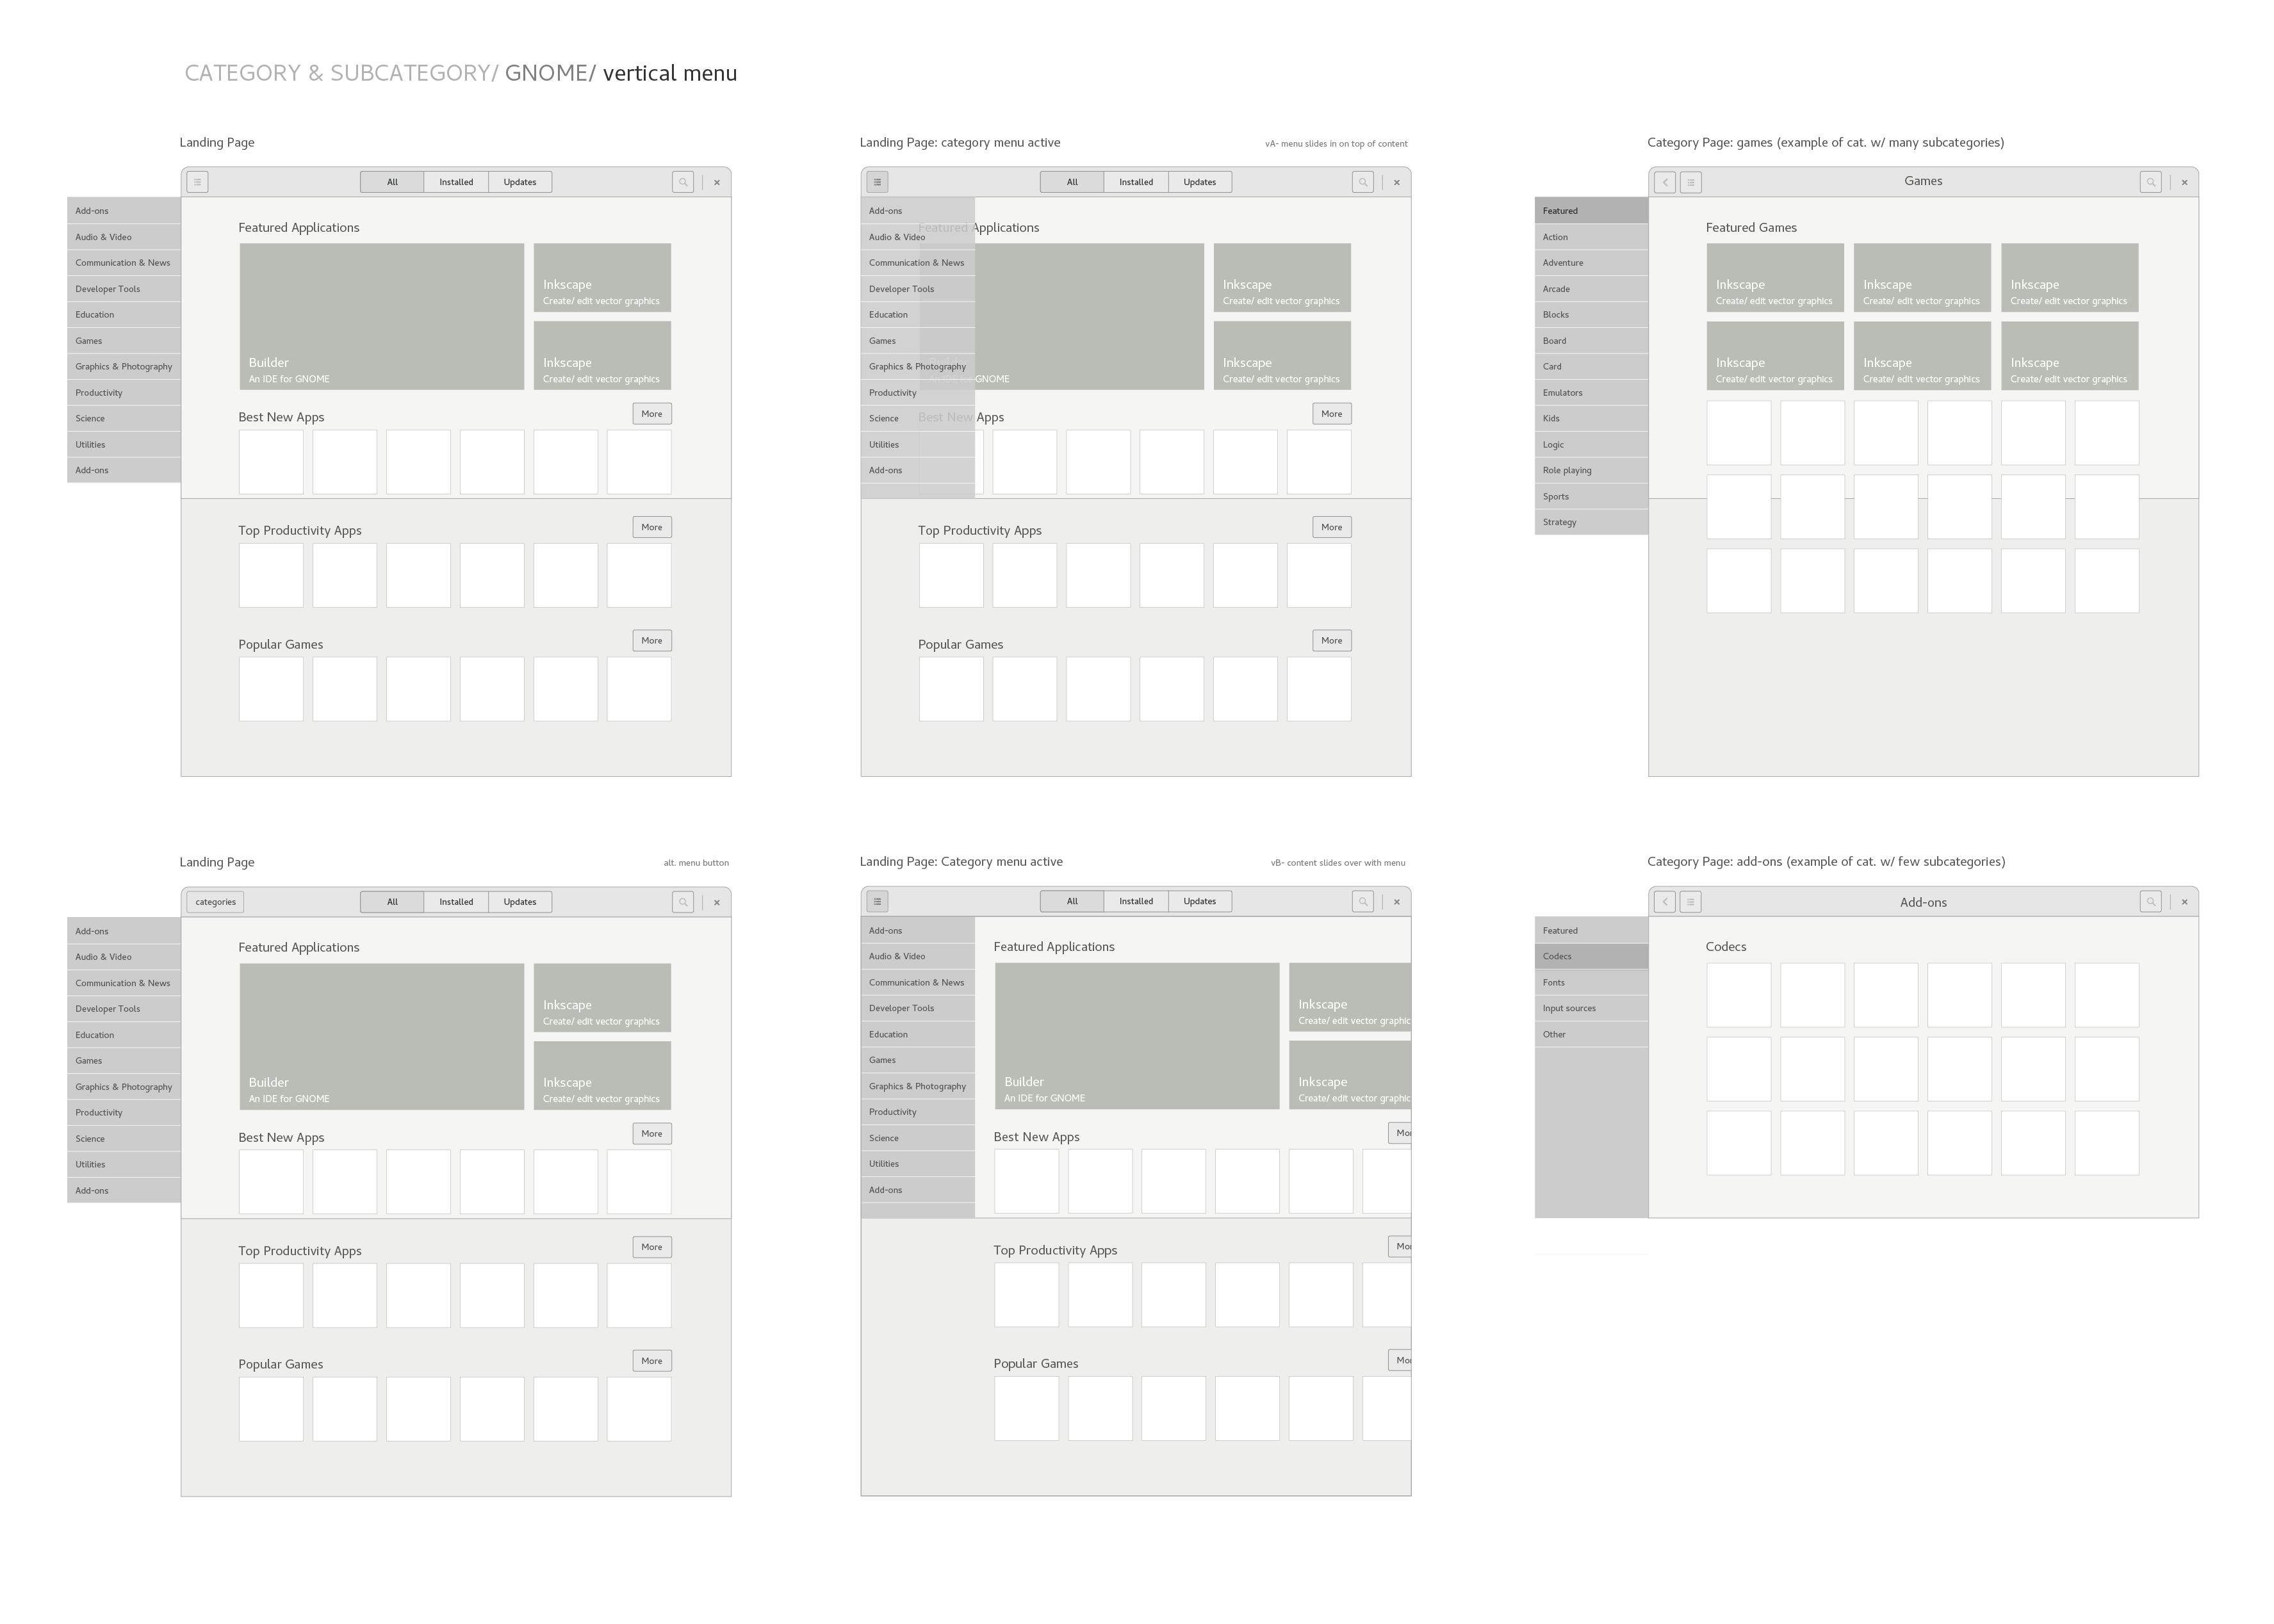 CATEGORY & SUBCATEGORY/ GNOME/ vertical menu
Landing Page
All
Installed
Updates
×
Add-ons
Audio & Video
Communication & News
Developer Tools
Education
Games
Graphics & Photography
Productivity
Science
Utilities
Add-ons
Featured Applications
Builder
An IDE for GNOME
Inkscape
Create/ edit vector graphics
Inkscape
Create/ edit vector graphics
Best New Apps
More
Top Productivity Apps
More
Popular Games
More
Landing Page: category menu active
vA- menu slides in on top of content
All
Installed
Updates
×
Add-ons
Audio & Video
Communication & News
Developer Tools
Education
Games
Graphics & Photography
Productivity
Science
Utilities
Add-ons
Featured Applications
GNOME
Inkscape
Create/ edit vector graphics
Inkscape
Create/ edit vector graphics
Best New Apps
More
Top Productivity Apps
More
Popular Games
More
Category Page: games (example of cat. w/ many subcategories)
Games
×
Featured
Action
Adventure
Arcade
Blocks
Board
Card
Emulators
Kids
Logic
Role playing
Sports
Strategy
Featured Games
Inkscape
Create/ edit vector graphics
Inkscape
Create/ edit vector graphics
Inkscape
Create/ edit vector graphics
Inkscape
Create/ edit vector graphics
Inkscape
Create/ edit vector graphics
Inkscape
Create/ edit vector graphics
Landing Page
alt. menu button
categories
All
Installed
Updates
×
Add-ons
Audio & Video
Communication & News
Developer Tools
Education
Games
Graphics & Photography
Productivity
Science
Utilities
Add-ons
Featured Applications
Builder
An IDE for GNOME
Inkscape
Create/ edit vector graphics
Inkscape
Create/ edit vector graphics
Best New Apps
More
Top Productivity Apps
More
Popular Games
More
Landing Page: Category menu active
vB- content slides over with menu
All
Installed
Updates
×
Add-ons
Audio & Video
Communication & News
Developer Tools
Education
Games
Graphics & Photography
Productivity
Science
Utilities
Add-ons
Featured Applications
Builder
An IDE for GNOME
Inkscape
Create/ edit vector graphic
Inkscape
Create/ edit vector graphic
Best New Apps
Mor
Top Productivity Apps
Mor
Popular Games
Mor
Category Page: add-ons (example of cat. w/ few subcategories)
Add-ons
×
Featured
Codecs
Fonts
Input sources
Other
Codecs